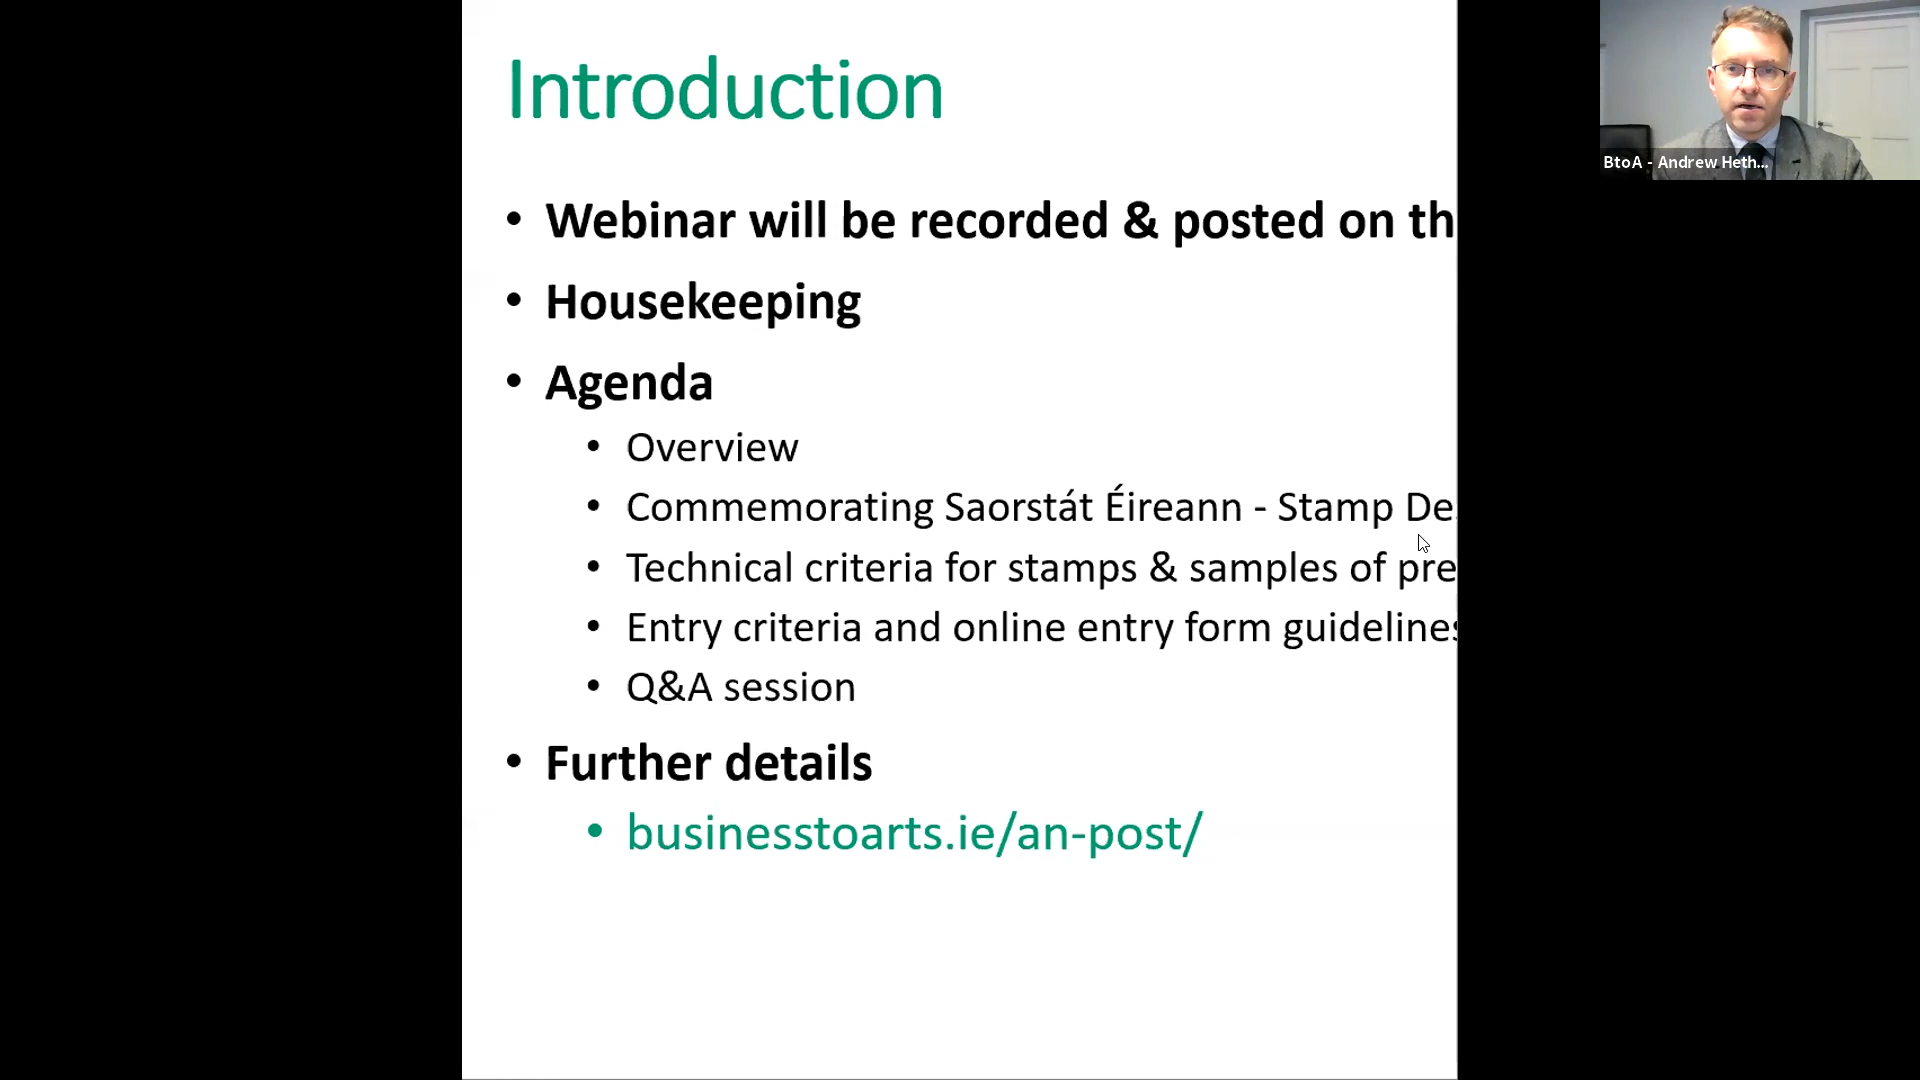 Introduction
• Webinar will be recorded & posted on th
• Housekeeping
• Agenda
• Overview
• Commemorating Saorstát Éireann - Stamp De
• Technical criteria for stamps & samples of pre
• Entry criteria and online entry form guidelines
• Q&A session
• Further details
• businesstoarts.ie/an-post/
BtoA - Andrew Heth...